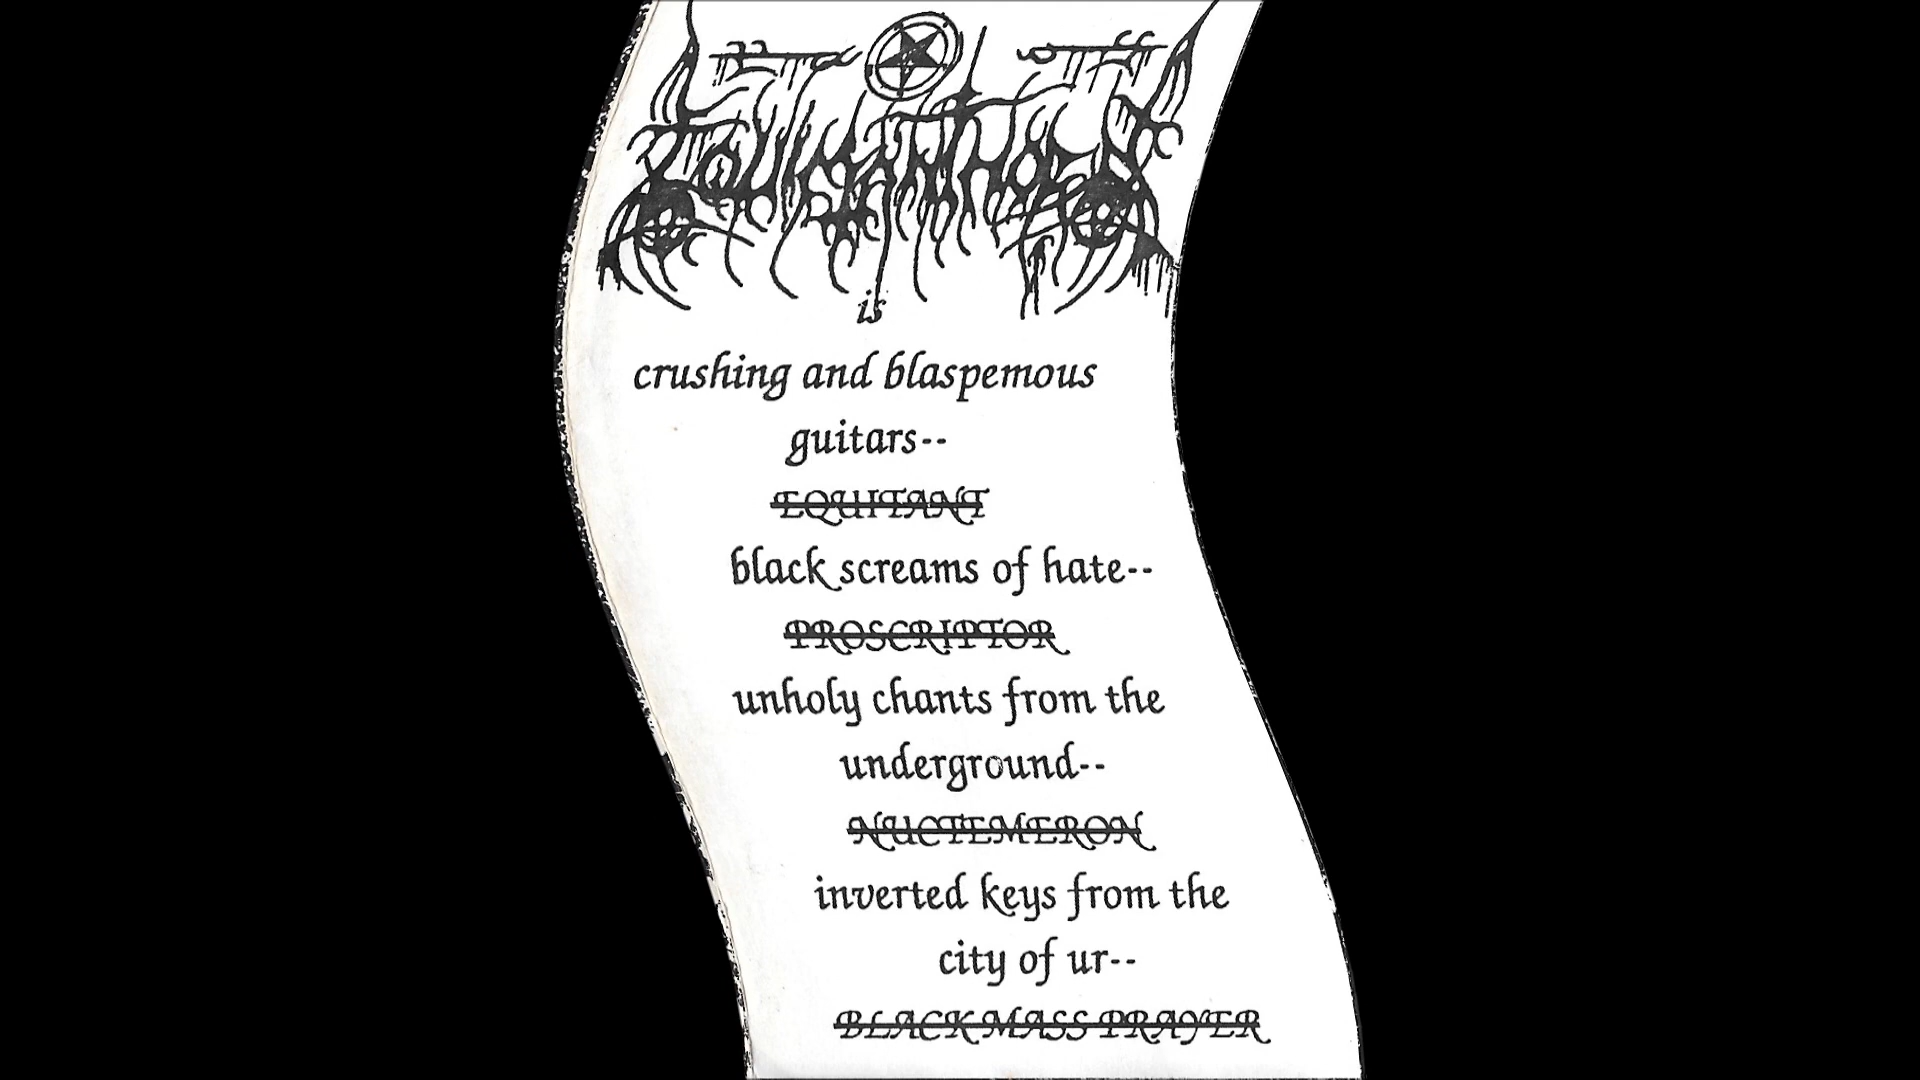 Equimanthorn
is
crushing and blaspemous
guitars--
EQUITANT
black screams of hate--
PROSCRIPTOR
unholy chants from the
underground--
NUCTEMERON
inverted keys from the
city of ur--
BLACK MASS PRAYER